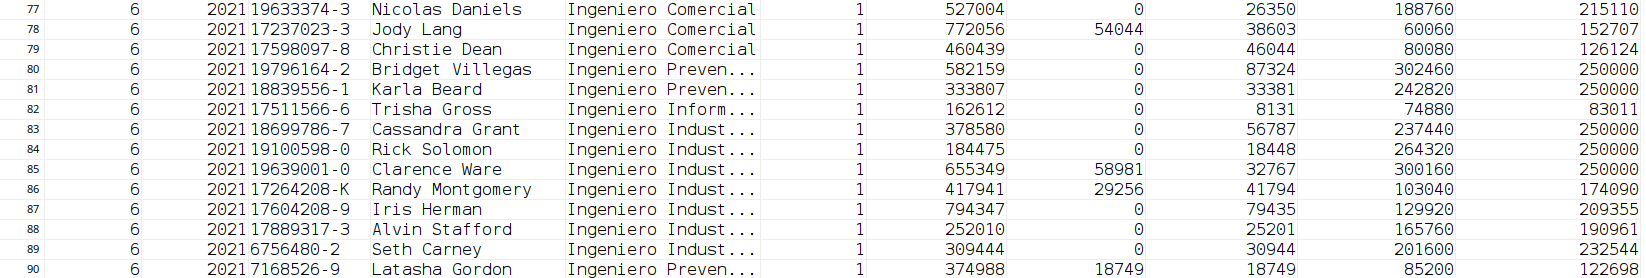 77 6 2021 19633374-3 Nicolas Daniels Ingeniero Comercial 1 527004 0 26350 188760 215110
78 6 2021 17237023-3 Jody Lang Ingeniero Comercial 1 772056 54044 38603 60060 152707
79 6 2021 17598097-8 Christie Dean Ingeniero Comercial 1 460439 0 46044 80080 126124
80 6 2021 19796164-2 Bridget Villegas Ingeniero Preven... 1 582159 0 87324 302460 250000
81 6 2021 18839556-1 Karla Beard Ingeniero Preven... 1 333807 0 33381 242820 250000
82 6 2021 17511566-6 Trisha Gross Ingeniero Inform... 1 162612 0 8131 74880 83011
83 6 2021 18699786-7 Cassandra Grant Ingeniero Indust... 1 378580 0 56787 237440 250000
84 6 2021 19100598-0 Rick Solomon Ingeniero Indust... 1 184475 0 18448 264320 250000
85 6 2021 19639001-0 Clarence Ware Ingeniero Indust... 1 655349 58981 32767 300160 250000
86 6 2021 17264208-K Randy Montgomery Ingeniero Indust... 1 417941 29256 41794 103040 174090
87 6 2021 17604208-9 Iris Herman Ingeniero Indust... 1 794347 0 79435 129920 209355
88 6 2021 17889317-3 Alvin Stafford Ingeniero Indust... 1 252010 0 25201 165760 190961
89 6 2021 6756480-2 Seth Carney Ingeniero Indust... 1 309444 0 30944 201600 232544
90 6 2021 7168526-9 Latasha Gordon Ingeniero Preven... 1 374988 18749 18749 85200 122698